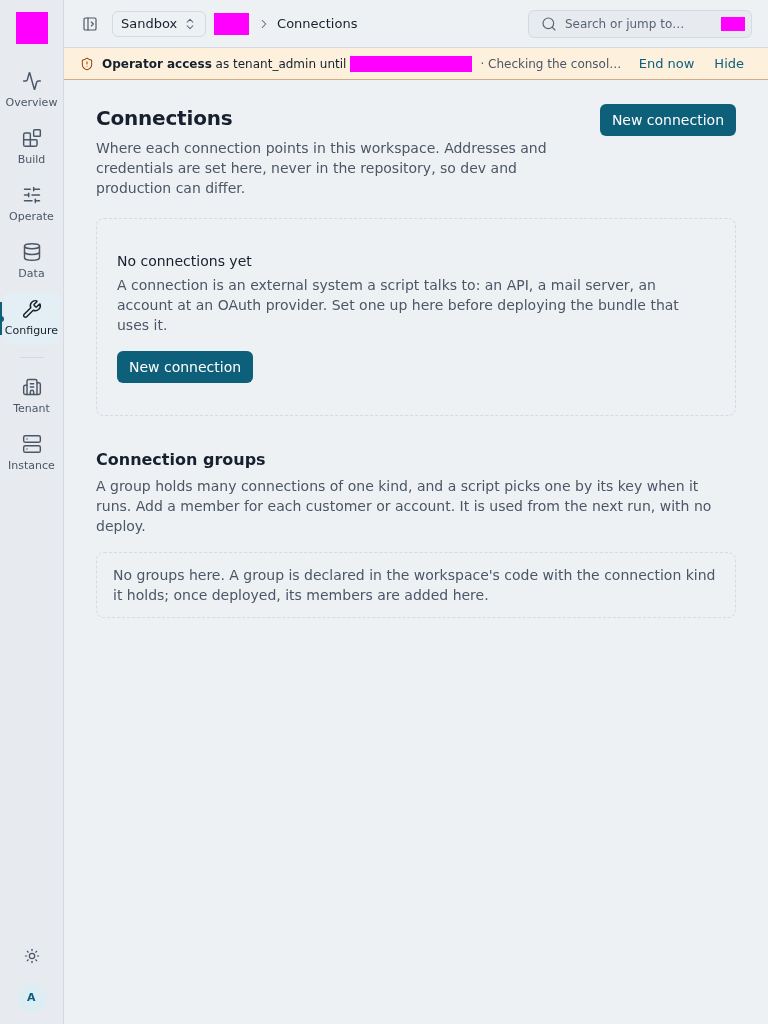 Sandbox
Connections
Search or jump to…
Operator access as tenant_admin until
· Checking the consol…
End now
Hide
Overview
Build
Operate
Data
Configure
Tenant
Instance
A
Connections
New connection
Where each connection points in this workspace. Addresses and
credentials are set here, never in the repository, so dev and
production can differ.
No connections yet
A connection is an external system a script talks to: an API, a mail server, an
account at an OAuth provider. Set one up here before deploying the bundle that
uses it.
New connection
Connection groups
A group holds many connections of one kind, and a script picks one by its key when it
runs. Add a member for each customer or account. It is used from the next run, with no
deploy.
No groups here. A group is declared in the workspace's code with the connection kind
it holds; once deployed, its members are added here.